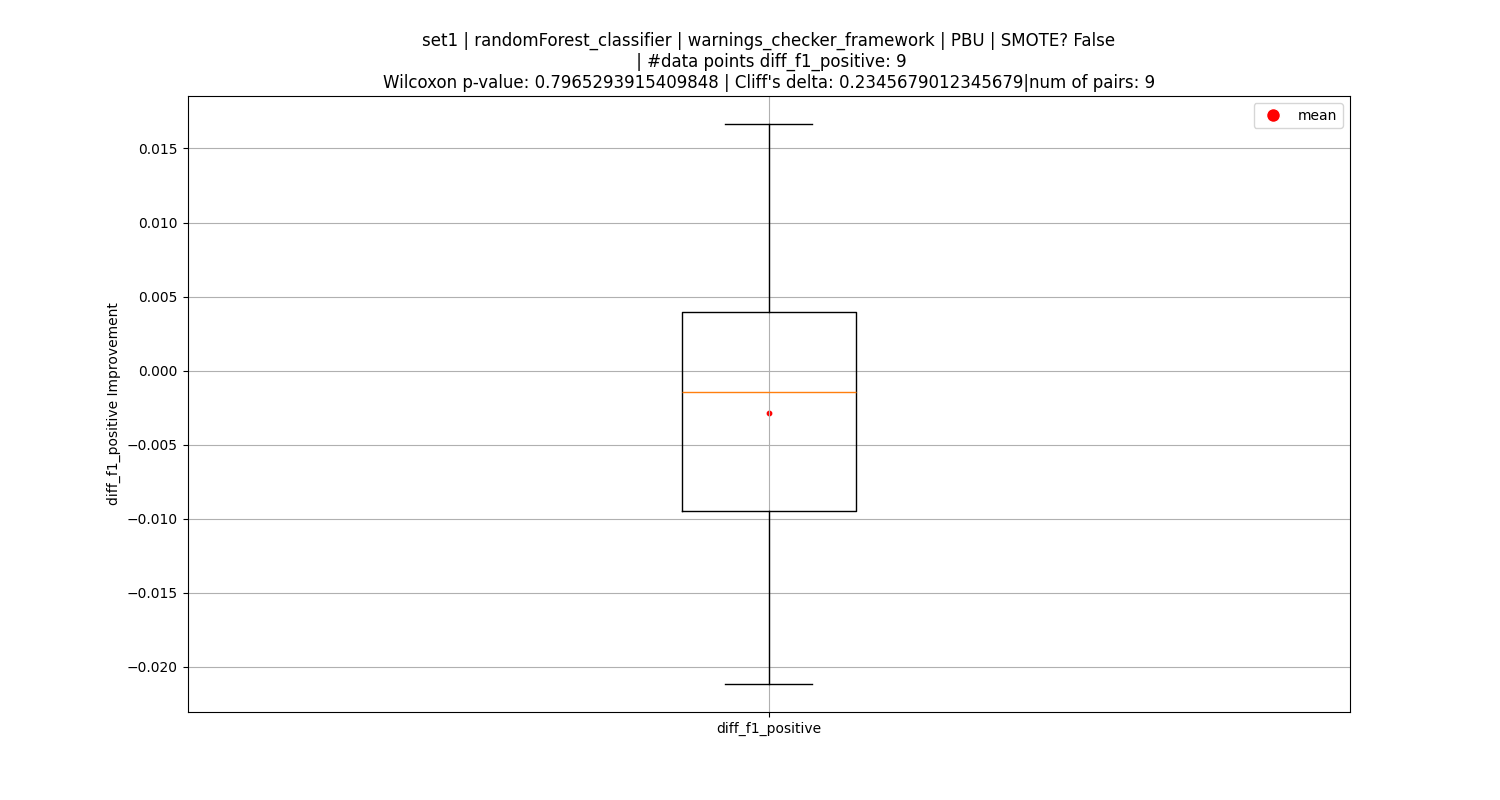 set1 | randomForest_classifier | warnings_checker_framework | PBU | SMOTE? False
| #data points diff_f1_positive: 9
Wilcoxon p-value: 0.7965293915409848 | Cliff's delta: 0.2345679012345679|num of pairs: 9
mean
0.015
0.010
0.005
0.000
−0.005
−0.010
−0.015
−0.020
diff_f1_positive Improvement
diff_f1_positive